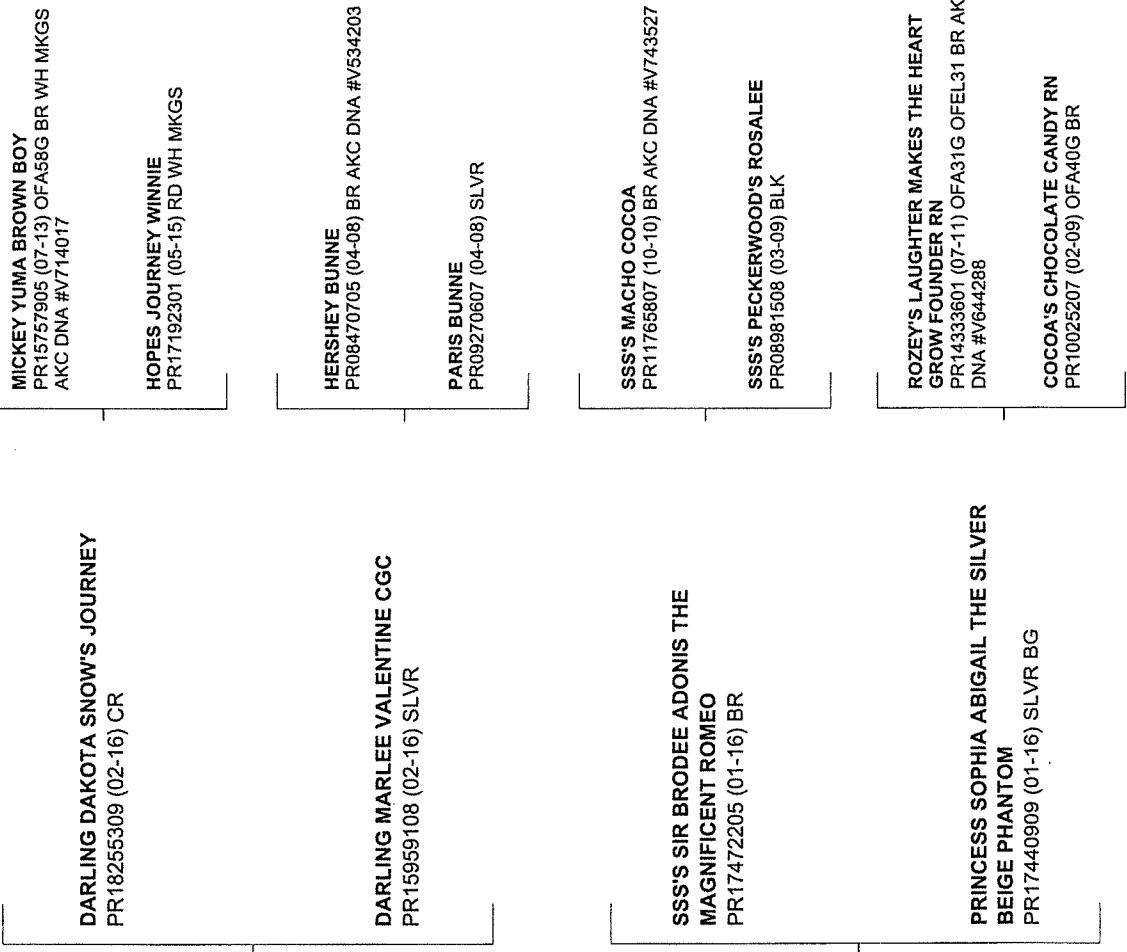 MICKEY YUMA BROWN BOY
PR15757905 (07-13) OFA58G BR WH MKGS
AKC DNA #V714017
HOPES JOURNEY WINNIE
PR17192301 (05-15) RD WH MKGS
HERSHEY BUNNE
PR08470705 (04-08) BR AKC DNA #V534203
PARIS BUNNE
PR09270607 (04-08) SLVR
SSS'S MACHO COCOA
PR11765807 (10-10) BR AKC DNA #V743527
SSS'S PECKERWOOD'S ROSALEE
PR08981508 (03-09) BLK
ROZEY'S LAUGHTER MAKES THE HEART
GROW FOUNDER RN
PR14333601 (07-11) OFA31G OFEL31 BR AK
DNA #V644288
COCOA'S CHOCOLATE CANDY RN
PR10025207 (02-09) OFA40G BR
DARLING DAKOTA SNOW'S JOURNEY
PR18255309 (02-16) CR
DARLING MARLEE VALENTINE CGC
PR15959108 (02-16) SLVR
SSS'S SIR BRODEE ADONIS THE
MAGNIFICENT ROMEO
PR17472205 (01-16) BR
PRINCESS SOPHIA ABIGAIL THE SILVER
BEIGE PHANTOM
PR17440909 (01-16) SLVR BG